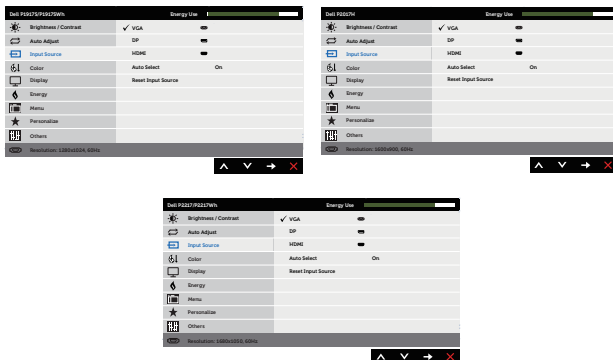 Dell P1917S/P1917SWh Energy Use
Brightness / Contrast VGA
Auto Adjust DP
Input Source HDMI
Color Auto Select On
Display Reset Input Source
Energy
Menu
Personalize
Others
Resolution: 1280x1024, 60Hz
Dell P2017H Energy Use
Brightness / Contrast VGA
Auto Adjust DP
Input Source HDMI
Color Auto Select On
Display Reset Input Source
Energy
Menu
Personalize
Others
Resolution: 1600x900, 60Hz
Dell P2217/P2217Wh Energy Use
Brightness / Contrast VGA
Auto Adjust DP
Input Source HDMI
Color Auto Select On
Display Reset Input Source
Energy
Menu
Personalize
Others
Resolution: 1680x1050, 60Hz